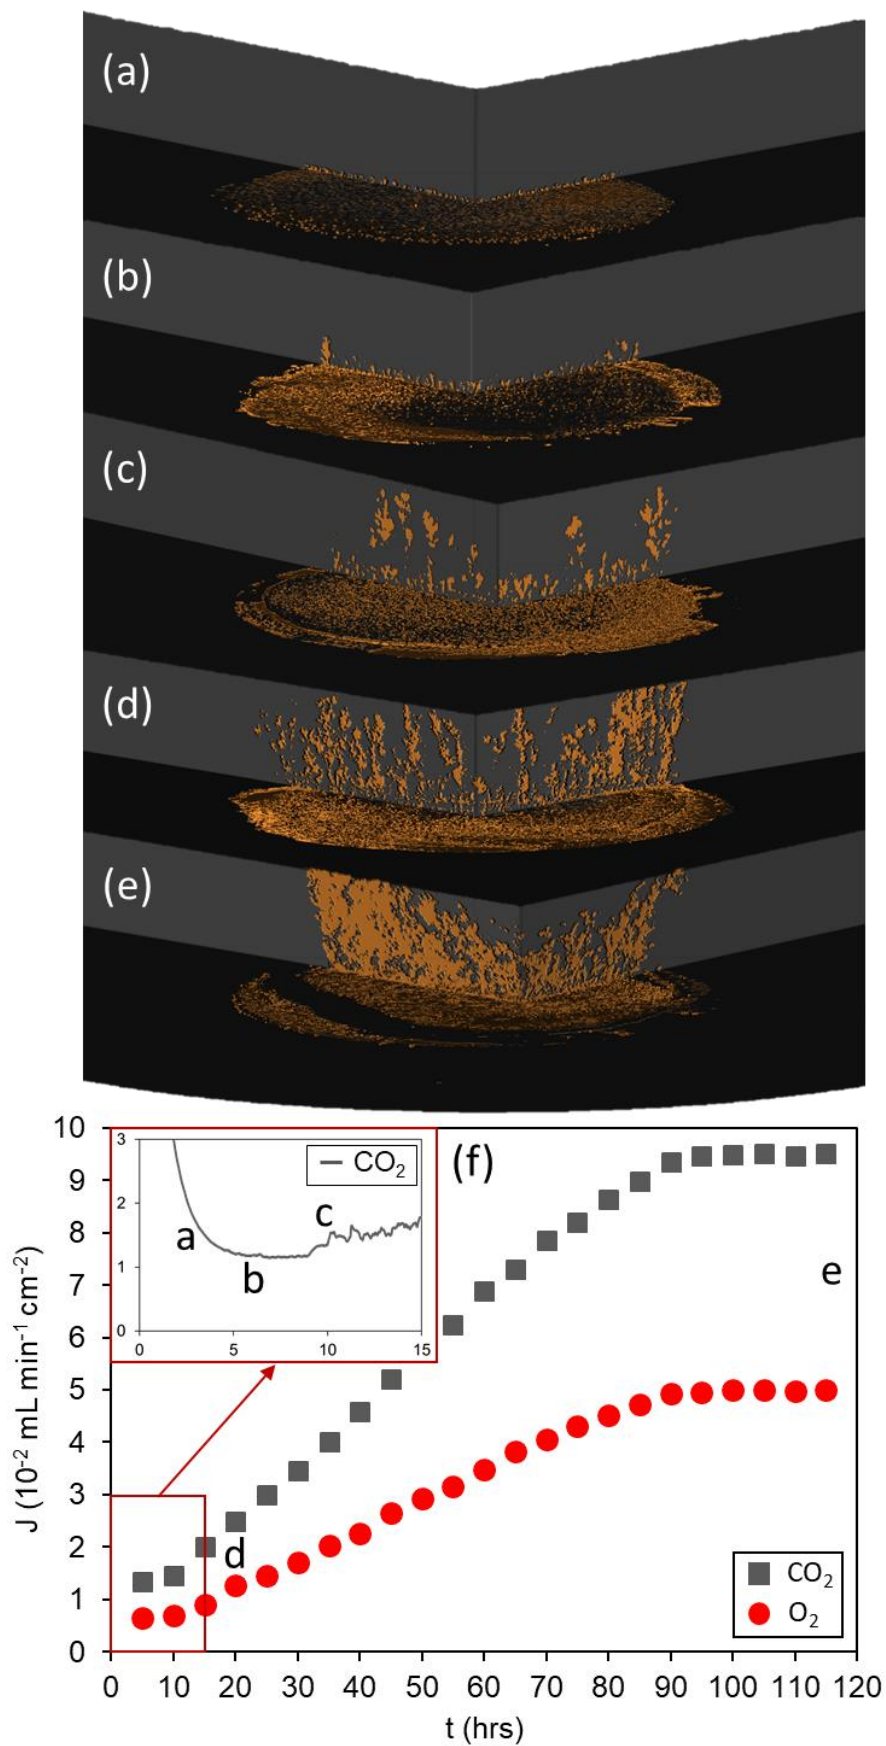 (a)
(b)
(c)
(d)
(e)
(f)
J (10⁻² mL min⁻¹ cm⁻²)
10
9
8
7
6
5
4
3
2
1
0
3
2
1
0
0 5 10 15
CO₂
a
b
c
d
e
CO₂
O₂
0 10 20 30 40 50 60 70 80 90 100 110 120
t (hrs)